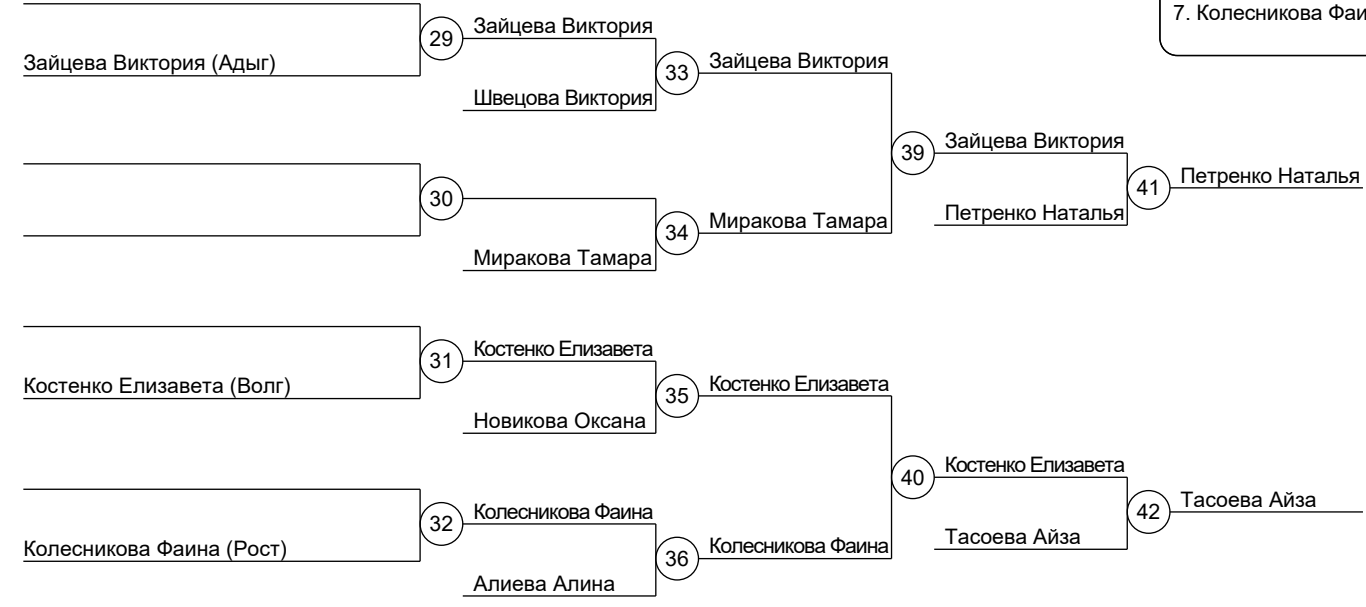 7. Колесникова Фаи
29 Зайцева Виктория
Зайцева Виктория (Адыг)
33 Зайцева Виктория
Швецова Виктория
39 Зайцева Виктория
30
41 Петренко Наталья
Петренко Наталья
34 Миракова Тамара
Миракова Тамара
31 Костенко Елизавета
Костенко Елизавета (Волг)
35 Костенко Елизавета
Новикова Оксана
40 Костенко Елизавета
32 Колесникова Фаина
42 Тасоева Айза
Тасоева Айза
Колесникова Фаина (Рост)
36 Колесникова Фаина
Алиева Алина